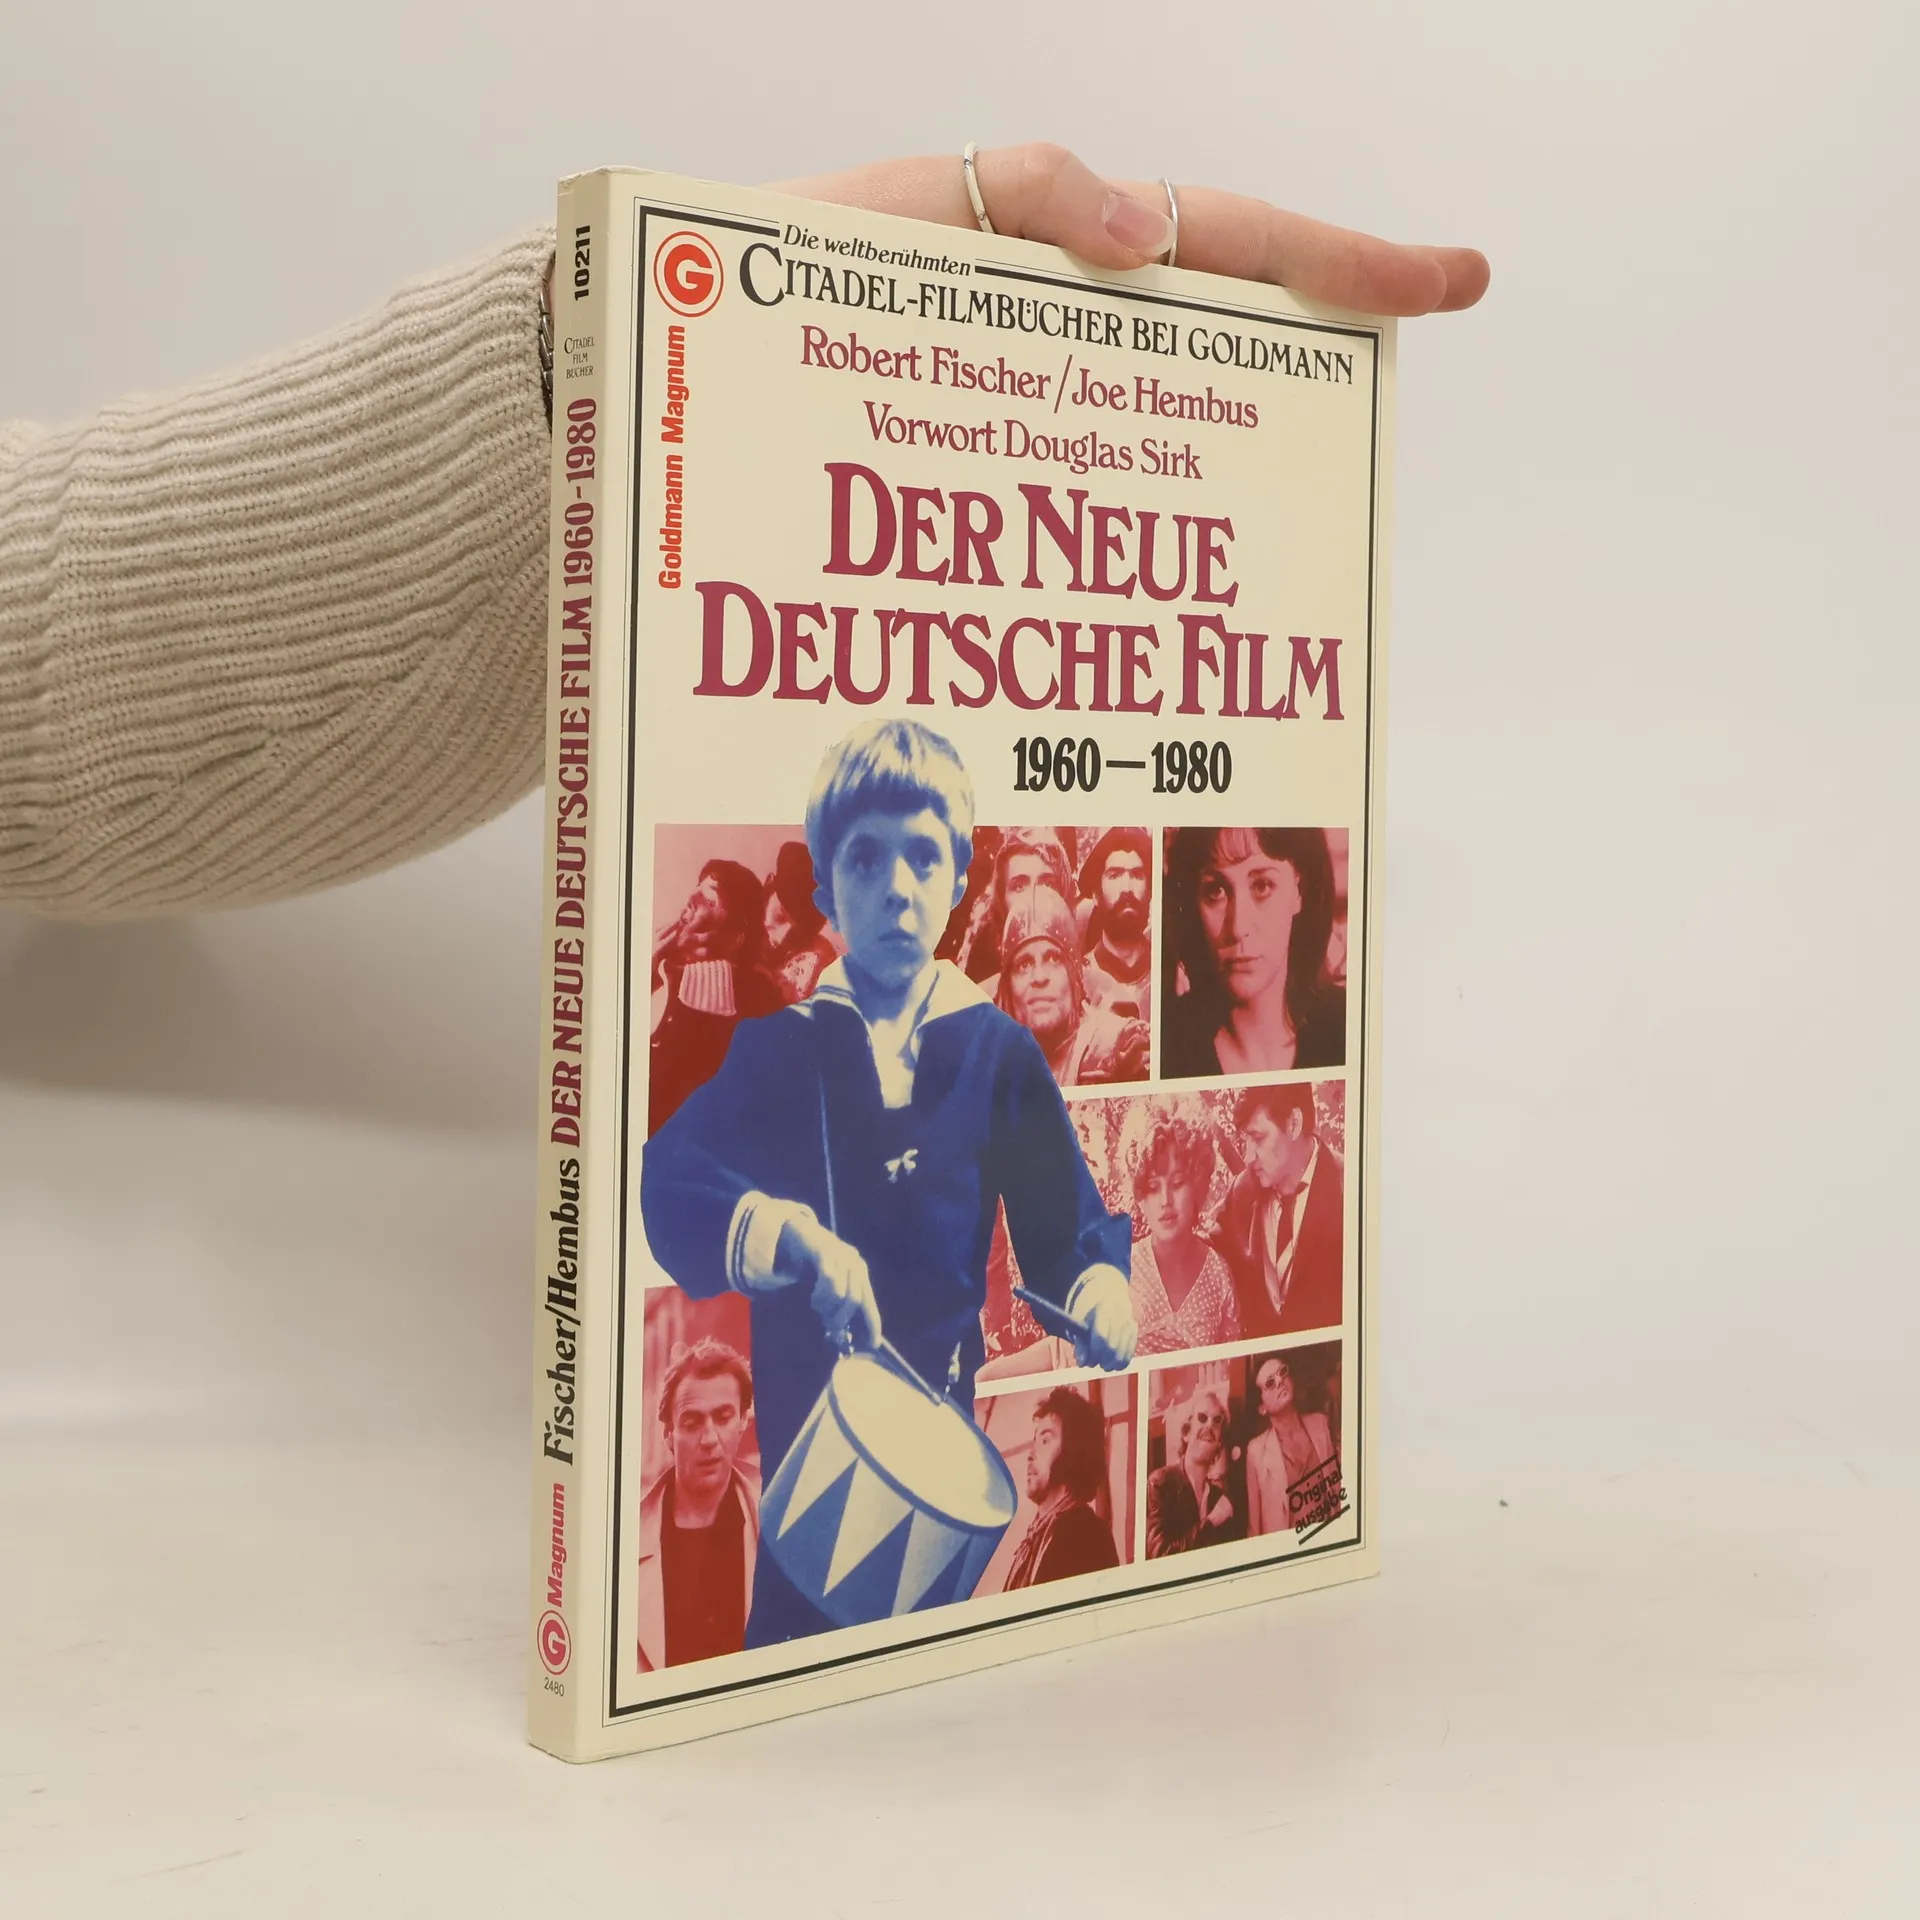 10211
CITADEL
FILM
BÜCHER
Fischer/Hembus DER NEUE DEUTSCHE FILM 1960-1980
Magnum
G
2480
G
Goldmann Magnum
Die weltberühmten
CITADEL-FILMBÜCHER BEI GOLDMANN
Robert Fischer/Joe Hembus
Vorwort Douglas Sirk
DER NEUE
DEUTSCHE FILM
1960—1980
Original
ausgabe